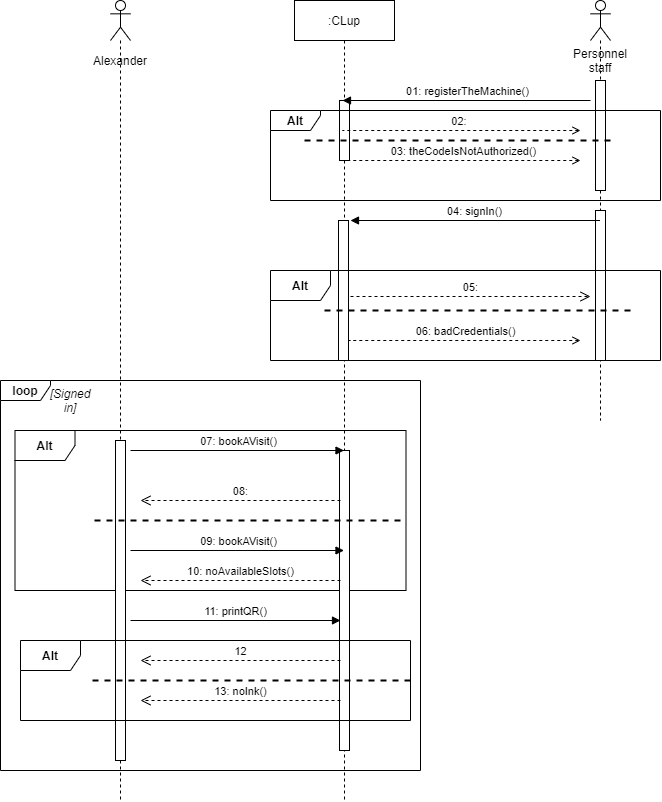 Alexander
:CLup
Personnel
staff
01: registerTheMachine()
Alt
02:
03: theCodeIsNotAuthorized()
04: signIn()
Alt
05:
06: badCredentials()
loop
[Signed
in]
Alt
07: bookAVisit()
08:
09: bookAVisit()
10: noAvailableSlots()
11: printQR()
Alt
12
13: noInk()